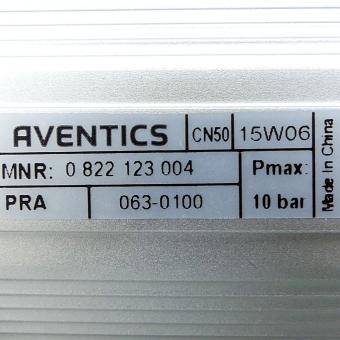 AVENTICS CN50 15W06
MNR: 0 822 123 004 Pmax:
PRA 063-0100 10 bar
Made In China